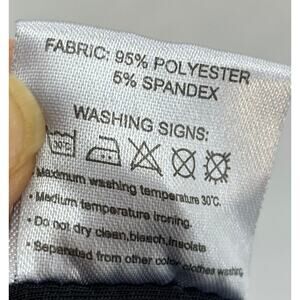 FABRIC: 95% POLYESTER
5% SPANDEX
WASHING SIGNS:
30°C
• Maximum washing temperature 30℃.
• Medium temperature ironing.
• Do not dry clean,bleach,insolate
• Separated from other color clothes washing.